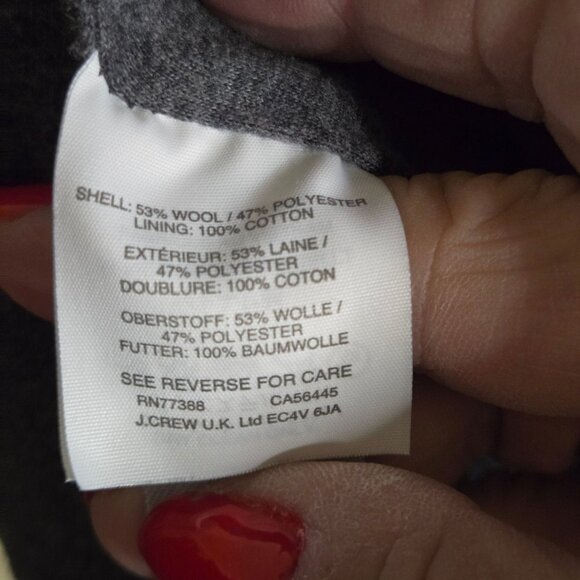 SHELL: 53% WOOL / 47% POLYESTER
LINING: 100% COTTON
EXTÉRIEUR: 53% LAINE /
47% POLYESTER
DOUBLURE: 100% COTON
OBERSTOFF: 53% WOLLE /
47% POLYESTER
FUTTER: 100% BAUMWOLLE
SEE REVERSE FOR CARE
RN77388 CA56445
J.CREW U.K. Ltd EC4V 6JA